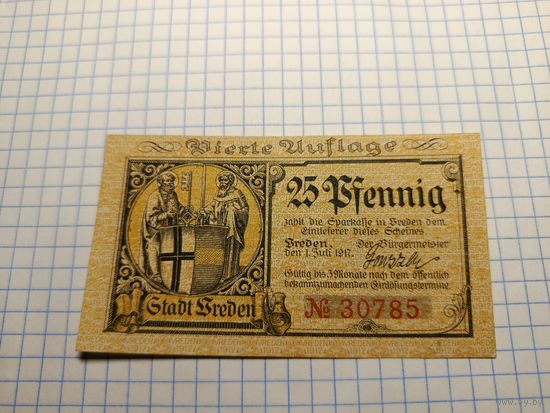 Vierte Auflage
25 Pfennig
zahlt die Sparkasse in Vreden dem
Einlieferer dieses Scheines.
Vreden, Der Bürgermeister
den 1. Juli 1917.
Gültig bis 3 Monate nach dem öffentlich
bekanntzumachenden Einlösungstermine.
Stadt Vreden
№ 30785